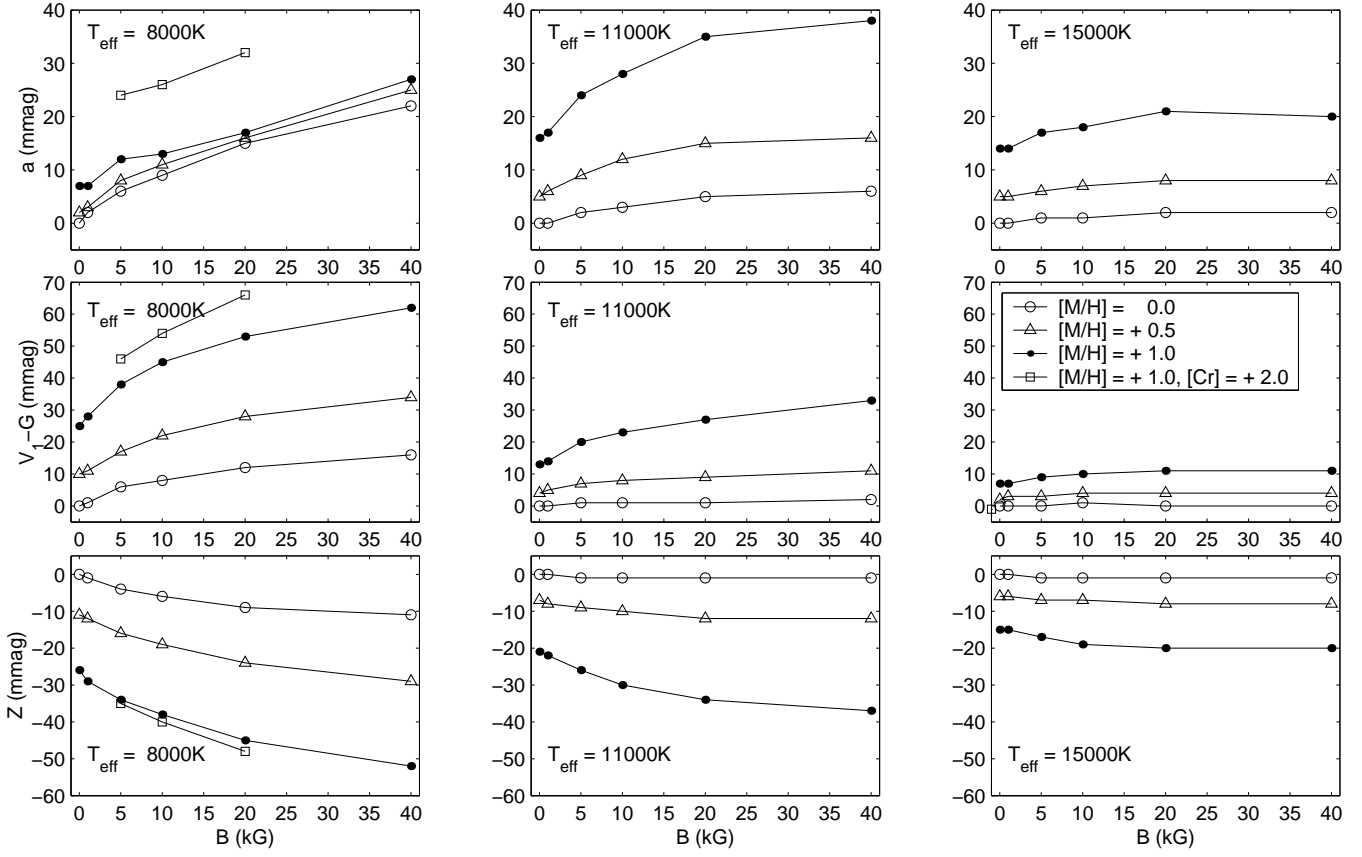 40
30
20
10
0
a (mmag)
T_eff = 8000K
0 5 10 15 20 25 30 35 40
40
30
20
10
0
T_eff = 11000K
0 5 10 15 20 25 30 35 40
40
30
20
10
0
T_eff = 15000K
0 5 10 15 20 25 30 35 40
70
60
50
40
30
20
10
0
V_1−G (mmag)
T_eff = 8000K
0 5 10 15 20 25 30 35 40
70
60
50
40
30
20
10
0
T_eff = 11000K
0 5 10 15 20 25 30 35 40
70
60
50
40
30
20
10
0
[M/H] = 0.0
[M/H] = + 0.5
[M/H] = + 1.0
[M/H] = + 1.0, [Cr] = + 2.0
0 5 10 15 20 25 30 35 40
0
−10
−20
−30
−40
−50
−60
Z (mmag)
T_eff = 8000K
0 5 10 15 20 25 30 35 40
B (kG)
0
−10
−20
−30
−40
−50
−60
T_eff = 11000K
0 5 10 15 20 25 30 35 40
B (kG)
0
−10
−20
−30
−40
−50
−60
T_eff = 15000K
0 5 10 15 20 25 30 35 40
B (kG)